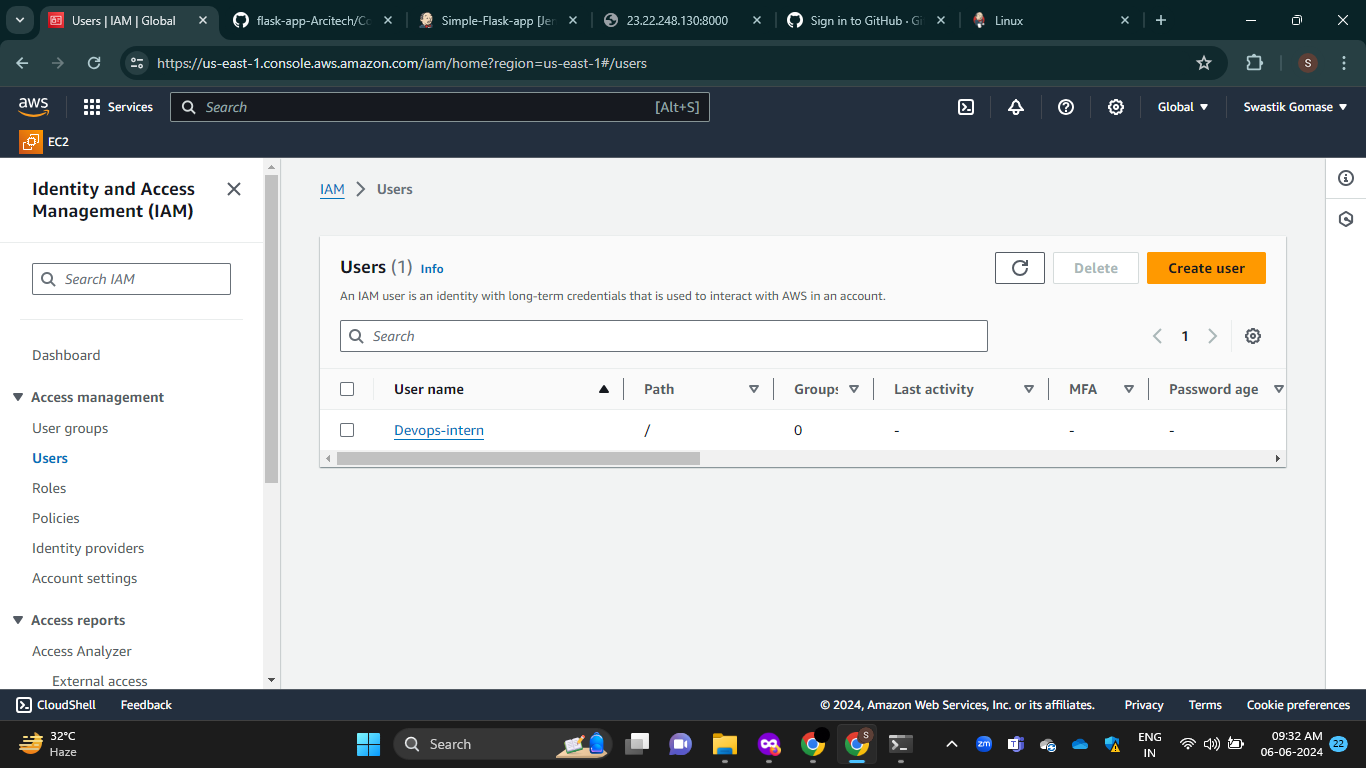 Users | IAM | Global
flask-app-Arcitech/Co
Simple-Flask-app [Jen
23.22.248.130:8000
Sign in to GitHub · Gi
Linux
https://us-east-1.console.aws.amazon.com/iam/home?region=us-east-1#/users
S
aws
Services
Search
[Alt+S]
Global
Swastik Gomase
EC2
Identity and Access
Management (IAM)
Search IAM
Dashboard
Access management
User groups
Users
Roles
Policies
Identity providers
Account settings
Access reports
Access Analyzer
External access
IAM
Users
Users (1) Info
Delete
Create user
An IAM user is an identity with long-term credentials that is used to interact with AWS in an account.
Search
1
User name
Path
Groups
Last activity
MFA
Password age
Devops-intern
/
0
-
-
-
CloudShell
Feedback
© 2024, Amazon Web Services, Inc. or its affiliates.
Privacy
Terms
Cookie preferences
32°C
Haze
Search
S
zm
ENG
IN
09:32 AM
06-06-2024
22